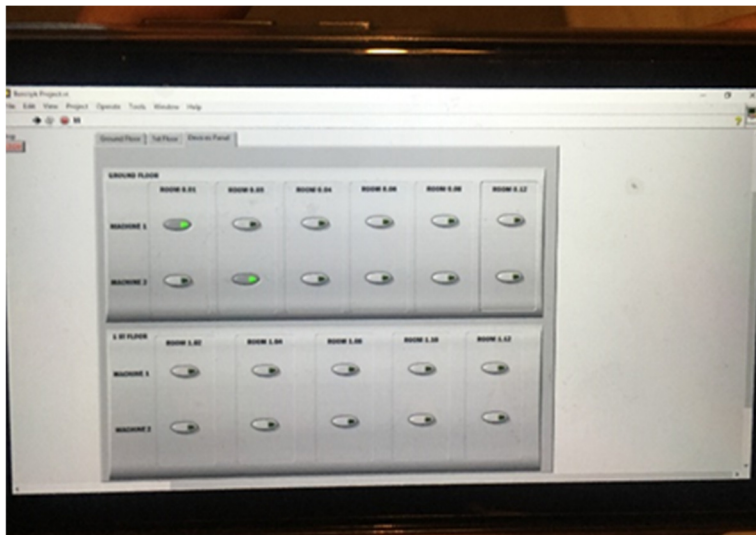 Project.vi
File Edit View Project Operate Tools Window Help
Ground Floor 1st Floor Devices Panel
GROUND FLOOR
ROOM 0.01 ROOM 0.03 ROOM 0.04 ROOM 0.06 ROOM 0.08 ROOM 0.12
MACHINE 1
MACHINE 2
1 ST FLOOR
ROOM 1.02 ROOM 1.04 ROOM 1.06 ROOM 1.10 ROOM 1.12
MACHINE 1
MACHINE 2